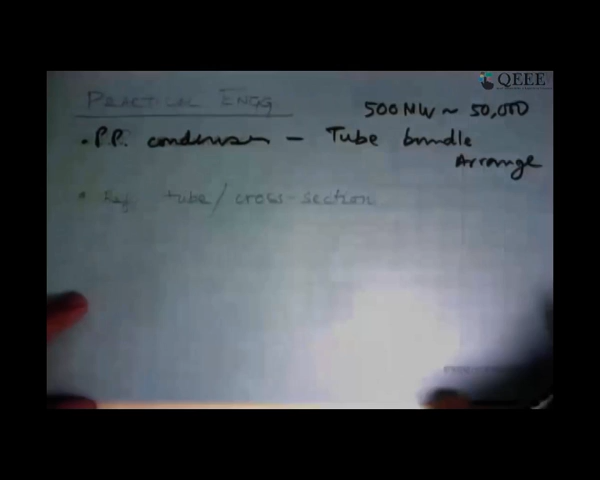 QEEE
PRACTICAL ENGG
500 MW ~ 50,000
• P.P. condenser – Tube bundle
Arrange
• tube/cross-section